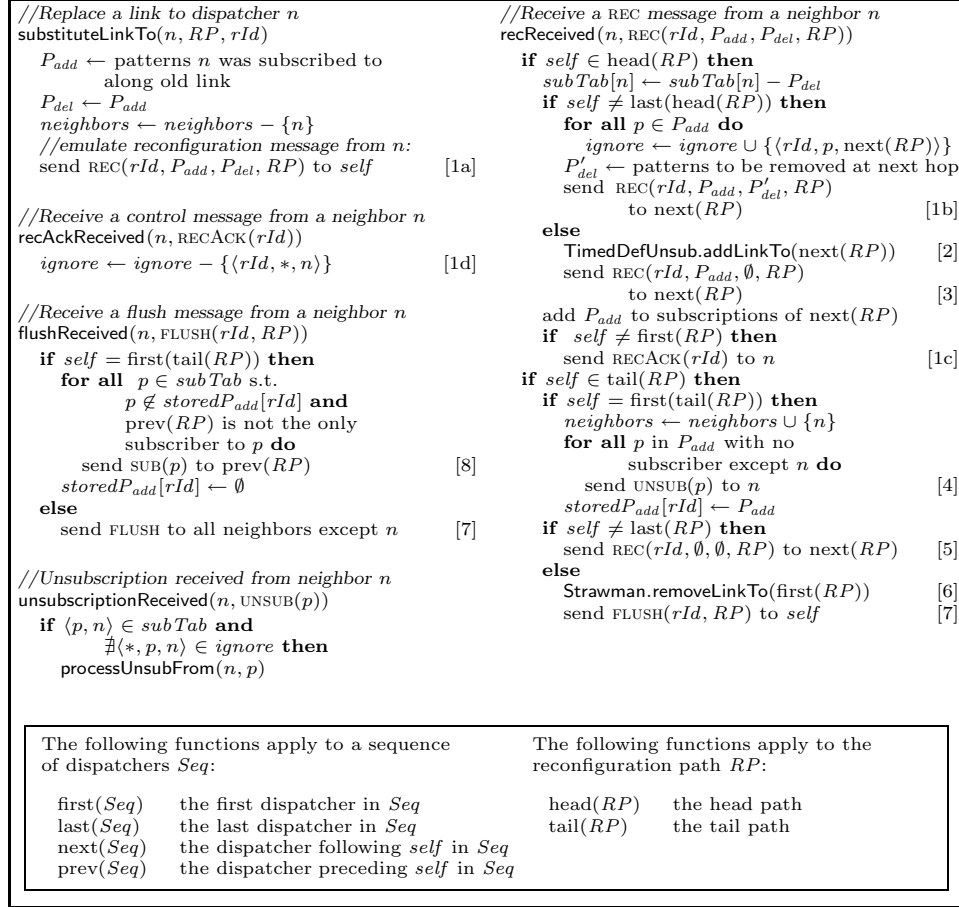 //Replace a link to dispatcher n
substituteLinkTo(n, RP, rId)
P_add ← patterns n was subscribed to
along old link
P_del ← P_add
neighbors ← neighbors − {n}
//emulate reconfiguration message from n:
send REC(rId, P_add, P_del, RP) to self [1a]
//Receive a control message from a neighbor n
recAckReceived(n, RECACK(rId))
ignore ← ignore − {⟨rId, ∗, n⟩} [1d]
//Receive a flush message from a neighbor n
flushReceived(n, FLUSH(rId, RP))
if self = first(tail(RP)) then
for all p ∈ subTab s.t.
p ∉ storedP_add[rId] and
prev(RP) is not the only
subscriber to p do
send SUB(p) to prev(RP) [8]
storedP_add[rId] ← ∅
else
send FLUSH to all neighbors except n [7]
//Unsubscription received from neighbor n
unsubscriptionReceived(n, UNSUB(p))
if ⟨p, n⟩ ∈ subTab and
∄⟨∗, p, n⟩ ∈ ignore then
processUnsubFrom(n, p)
//Receive a REC message from a neighbor n
recReceived(n, REC(rId, P_add, P_del, RP))
if self ∈ head(RP) then
subTab[n] ← subTab[n] − P_del
if self ≠ last(head(RP)) then
for all p ∈ P_add do
ignore ← ignore ∪ {⟨rId, p, next(RP)⟩}
P′_del ← patterns to be removed at next hop
send REC(rId, P_add, P′_del, RP)
to next(RP) [1b]
else
TimedDefUnsub.addLinkTo(next(RP)) [2]
send REC(rId, P_add, ∅, RP)
to next(RP) [3]
add P_add to subscriptions of next(RP)
if self ≠ first(RP) then
send RECACK(rId) to n [1c]
if self ∈ tail(RP) then
if self = first(tail(RP)) then
neighbors ← neighbors ∪ {n}
for all p in P_add with no
subscriber except n do
send UNSUB(p) to n [4]
storedP_add[rId] ← P_add
if self ≠ last(RP) then
send REC(rId, ∅, ∅, RP) to next(RP) [5]
else
Strawman.removeLinkTo(first(RP)) [6]
send FLUSH(rId, RP) to self [7]
The following functions apply to a sequence
of dispatchers Seq:
first(Seq) the first dispatcher in Seq
last(Seq) the last dispatcher in Seq
next(Seq) the dispatcher following self in Seq
prev(Seq) the dispatcher preceding self in Seq
The following functions apply to the
reconfiguration path RP:
head(RP) the head path
tail(RP) the tail path